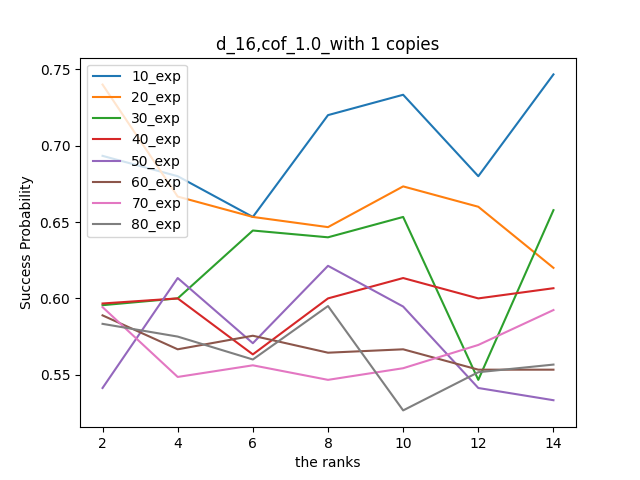 d_16,cof_1.0_with 1 copies
10_exp
20_exp
30_exp
40_exp
50_exp
60_exp
70_exp
80_exp
Success Probability
0.75
0.70
0.65
0.60
0.55
2 4 6 8 10 12 14
the ranks